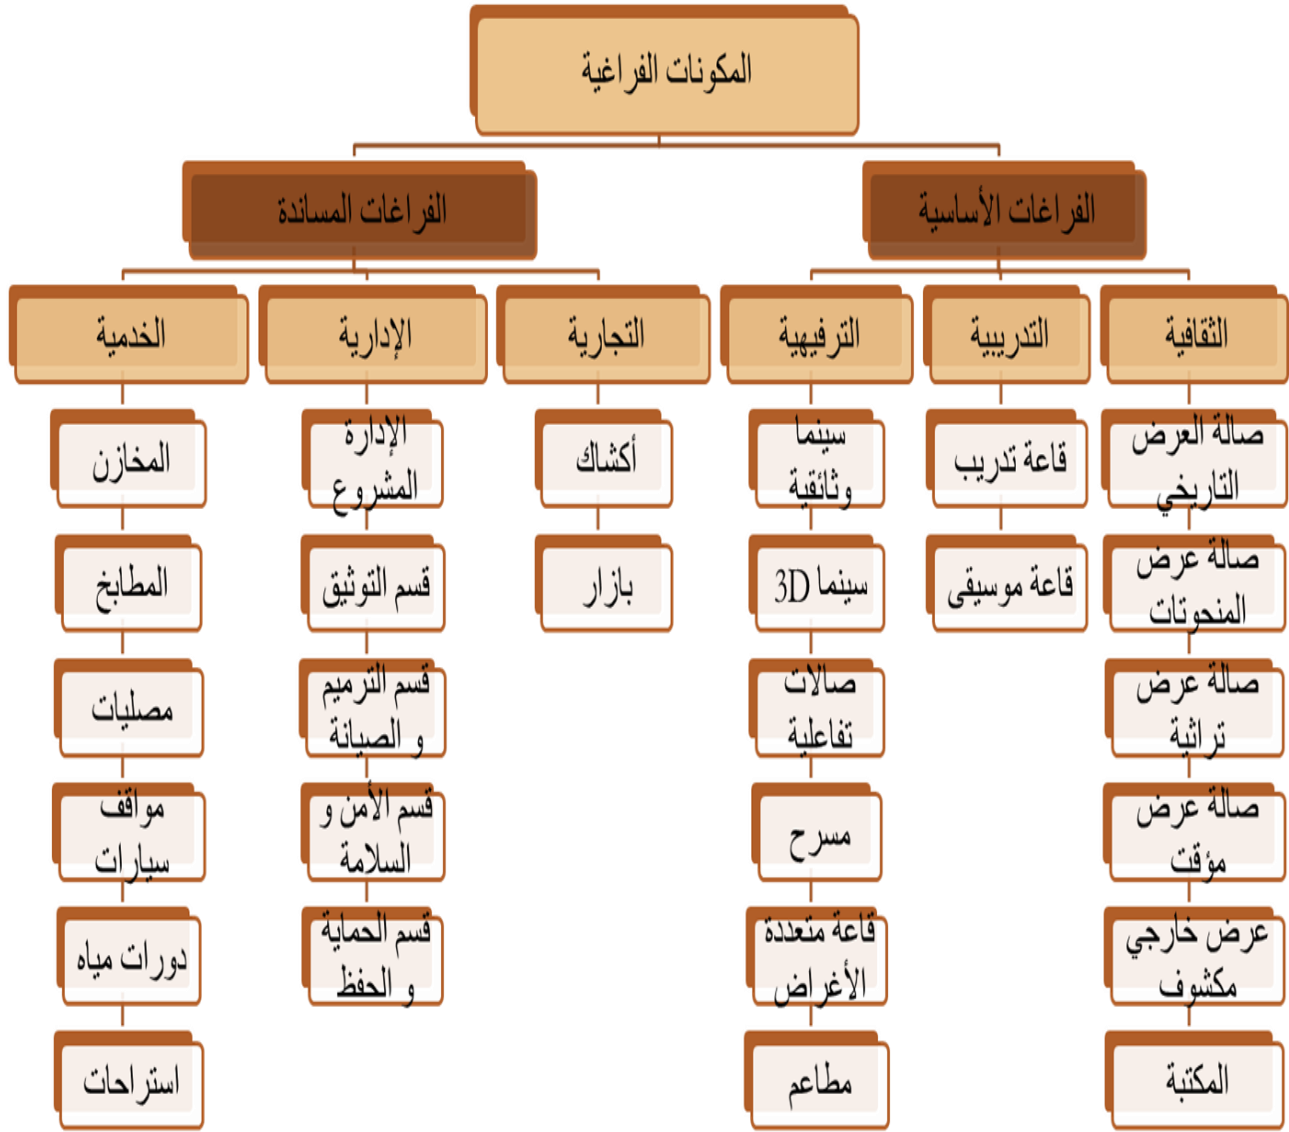 المكونات الفراغية
الفراغات الأساسية
الفراغات المساندة
الثقافية
التدريبية
الترفيهية
التجارية
الإدارية
الخدمية
صالة العرض
التاريخي
صالة عرض
المنحوتات
صالة عرض
تراثية
صالة عرض
مؤقت
عرض خارجي
مكشوف
المكتبة
قاعة تدريب
قاعة موسيقى
سينما
وثائقية
سينما 3D
صالات
تفاعلية
مسرح
قاعة متعددة
الأغراض
مطاعم
أكشاك
بازار
الإدارة
المشروع
قسم التوثيق
قسم الترميم
و الصيانة
قسم الأمن و
السلامة
قسم الحماية
و الحفظ
المخازن
المطابخ
مصليات
مواقف
سيارات
دورات مياه
استراحات